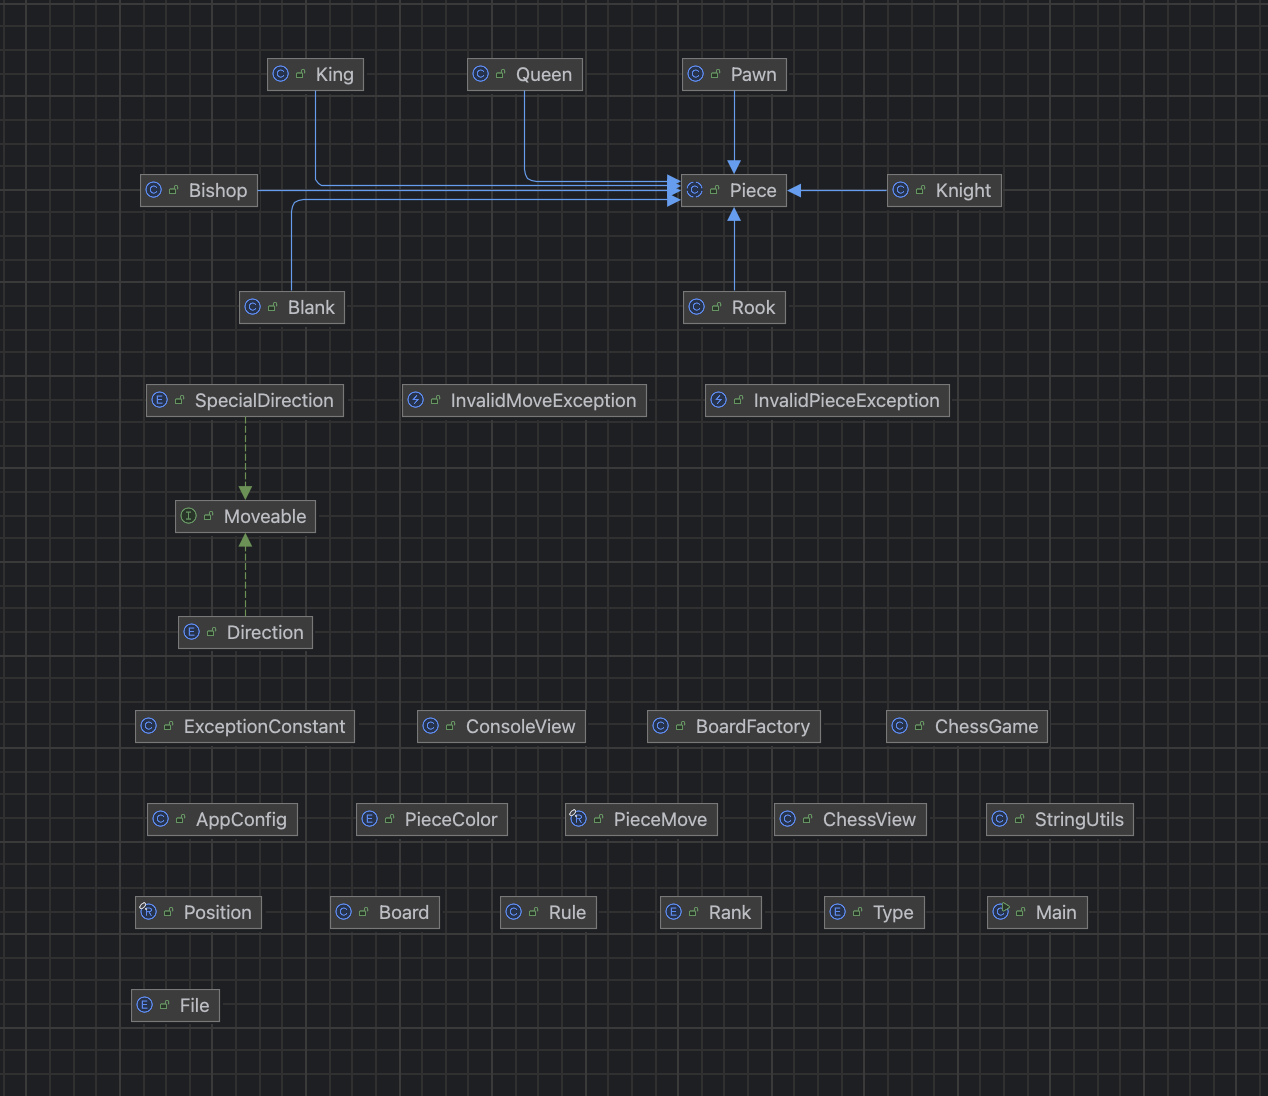 King
Queen
Pawn
Bishop
Piece
Knight
Blank
Rook
SpecialDirection
InvalidMoveException
InvalidPieceException
Moveable
Direction
ExceptionConstant
ConsoleView
BoardFactory
ChessGame
AppConfig
PieceColor
PieceMove
ChessView
StringUtils
Position
Board
Rule
Rank
Type
Main
File